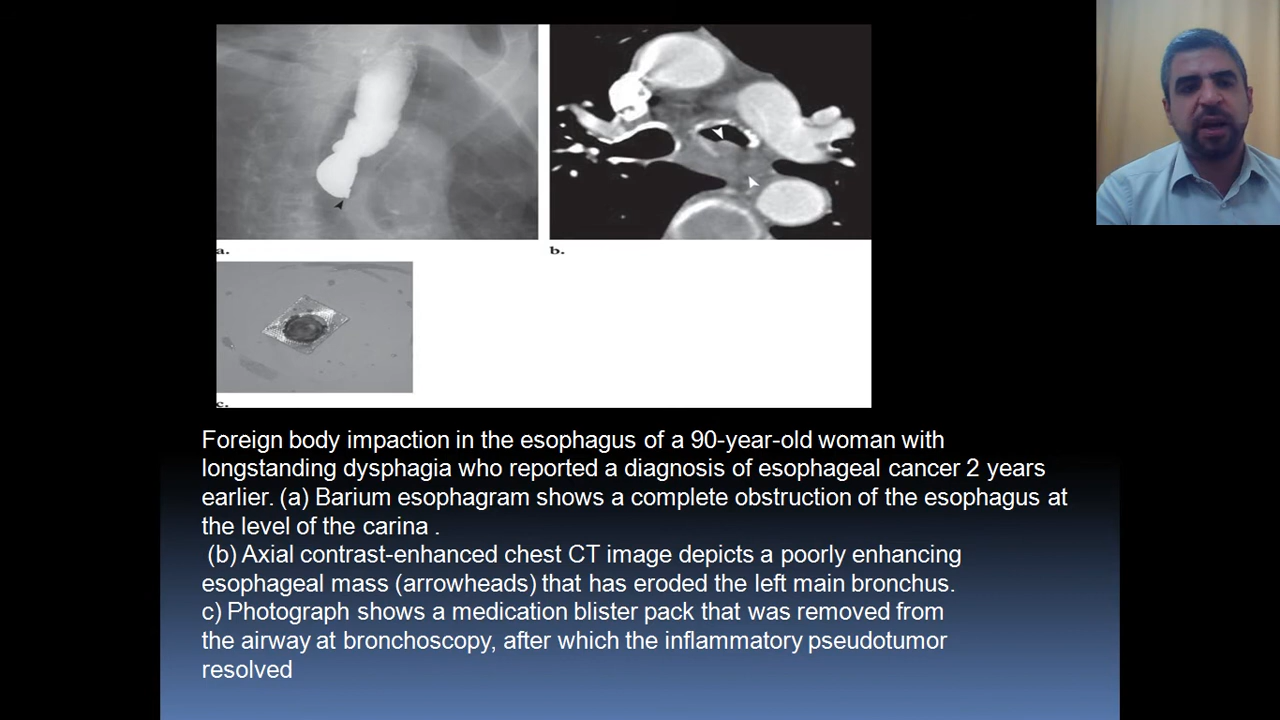 a.
b.
c.
Foreign body impaction in the esophagus of a 90-year-old woman with
longstanding dysphagia who reported a diagnosis of esophageal cancer 2 years
earlier. (a) Barium esophagram shows a complete obstruction of the esophagus at
the level of the carina .
(b) Axial contrast-enhanced chest CT image depicts a poorly enhancing
esophageal mass (arrowheads) that has eroded the left main bronchus.
c) Photograph shows a medication blister pack that was removed from
the airway at bronchoscopy, after which the inflammatory pseudotumor
resolved